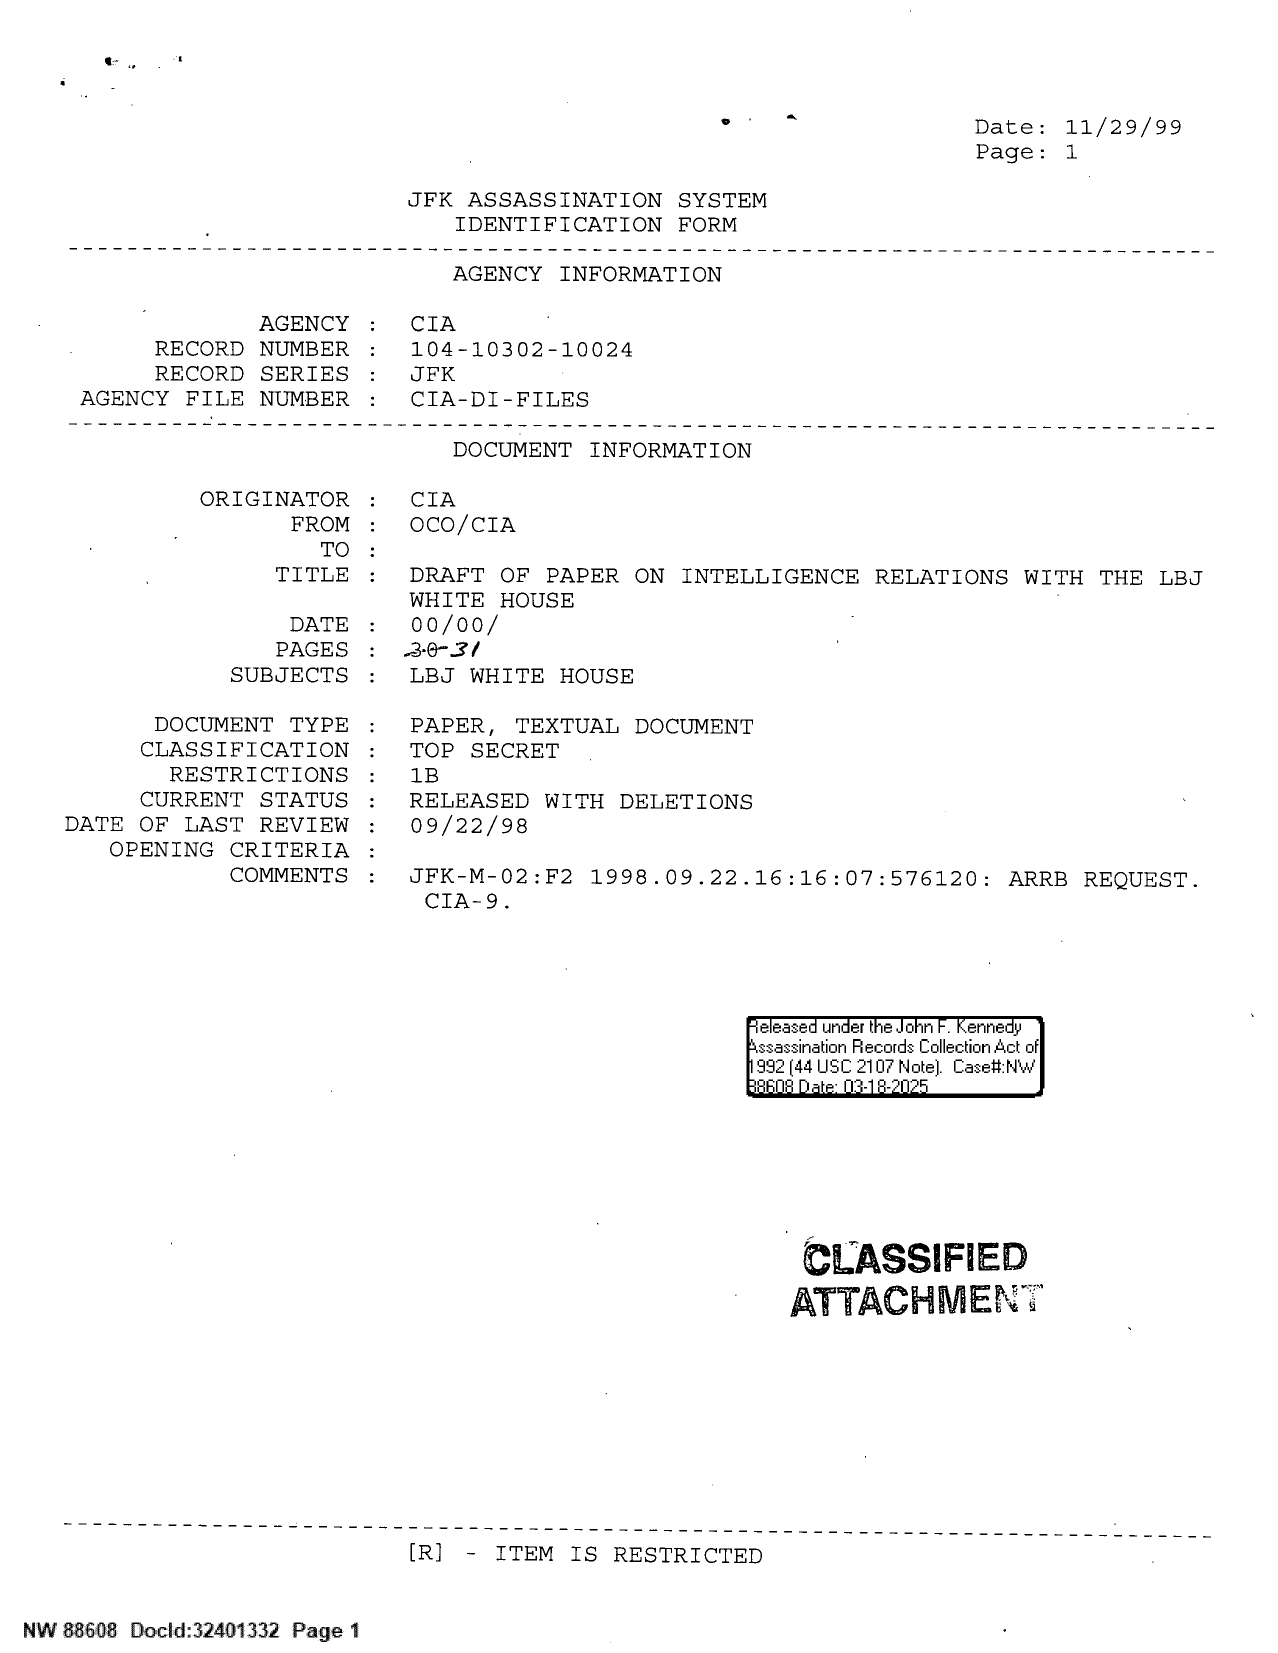 Date: 11/29/99
Page: 1
JFK ASSASSINATION SYSTEM
IDENTIFICATION FORM
AGENCY INFORMATION
AGENCY : CIA
RECORD NUMBER : 104-10302-10024
RECORD SERIES : JFK
AGENCY FILE NUMBER : CIA-DI-FILES
DOCUMENT INFORMATION
ORIGINATOR : CIA
FROM : OCO/CIA
TO :
TITLE : DRAFT OF PAPER ON INTELLIGENCE RELATIONS WITH THE LBJ
WHITE HOUSE
DATE : 00/00/
PAGES : 30 31
SUBJECTS : LBJ WHITE HOUSE
DOCUMENT TYPE : PAPER, TEXTUAL DOCUMENT
CLASSIFICATION : TOP SECRET
RESTRICTIONS : 1B
CURRENT STATUS : RELEASED WITH DELETIONS
DATE OF LAST REVIEW : 09/22/98
OPENING CRITERIA :
COMMENTS : JFK-M-02:F2 1998.09.22.16:16:07:576120: ARRB REQUEST.
CIA-9.
Released under the John F. Kennedy
Assassination Records Collection Act of
1992 (44 USC 2107 Note). Case#:NW
88608 Date: 03-18-2025
CLASSIFIED
ATTACHMENT
[R] - ITEM IS RESTRICTED
NW 88608 DocId:32401332 Page 1